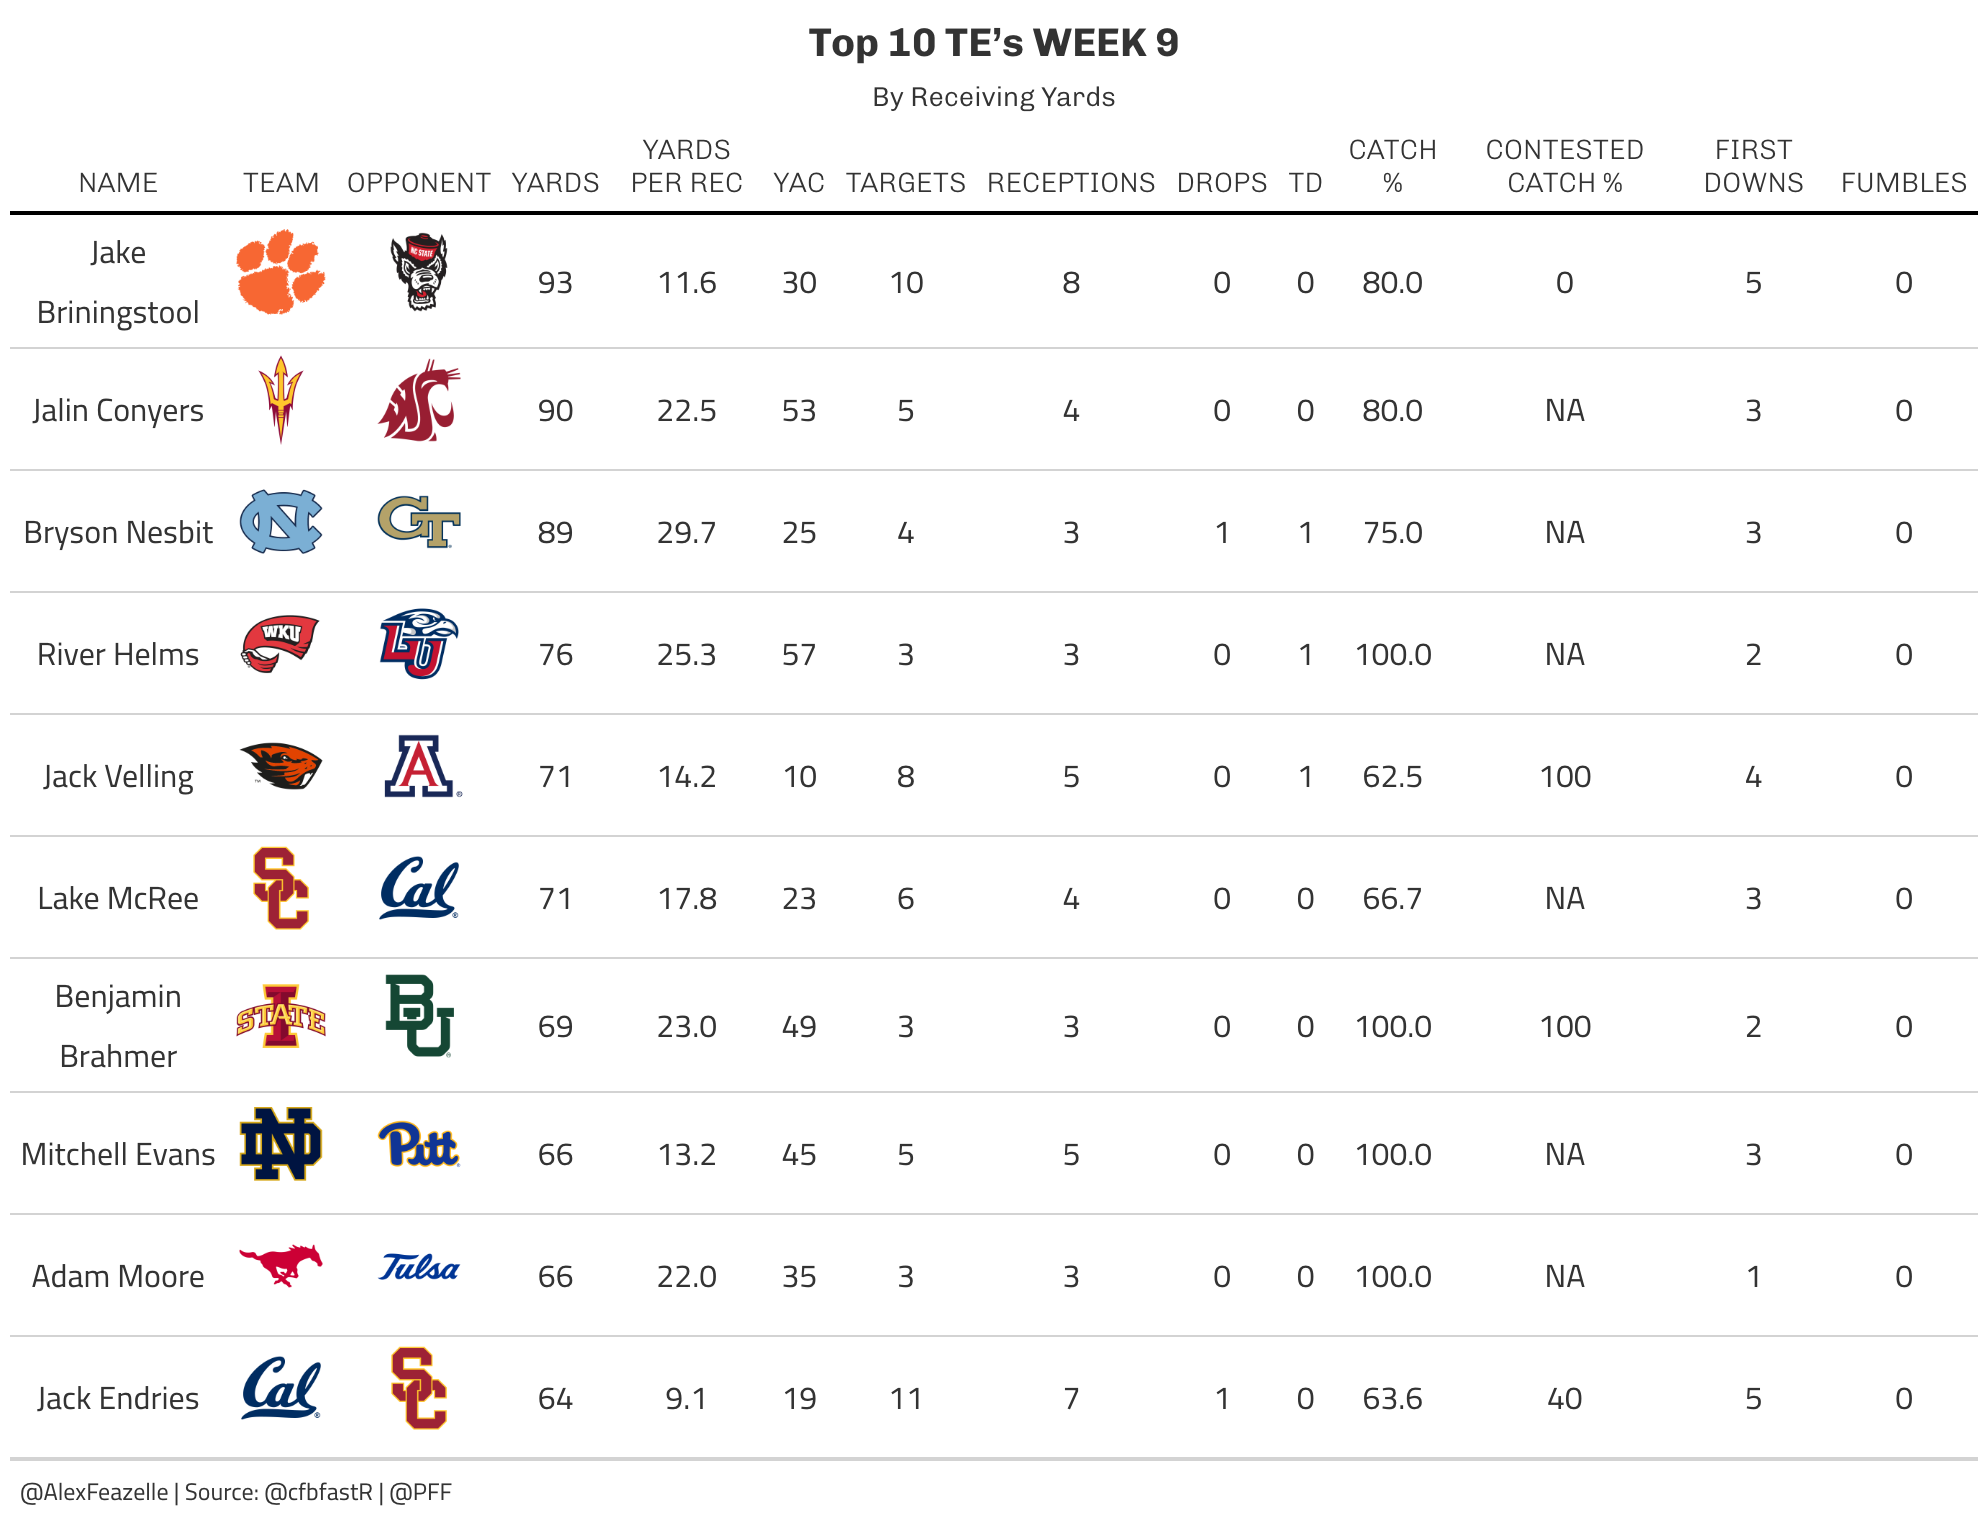 Top 10 TE's WEEK 9
By Receiving Yards
NAME TEAM OPPONENT YARDS YARDS PER REC YAC TARGETS RECEPTIONS DROPS TD CATCH % CONTESTED CATCH % FIRST DOWNS FUMBLES
Jake Briningstool NC STATE 93 11.6 30 10 8 0 0 80.0 0 5 0
Jalin Conyers 90 22.5 53 5 4 0 0 80.0 NA 3 0
Bryson Nesbit NC GT 89 29.7 25 4 3 1 1 75.0 NA 3 0
River Helms WKU LU 76 25.3 57 3 3 0 1 100.0 NA 2 0
Jack Velling A 71 14.2 10 8 5 0 1 62.5 100 4 0
Lake McRee SC Cal 71 17.8 23 6 4 0 0 66.7 NA 3 0
Benjamin Brahmer I STATE BU 69 23.0 49 3 3 0 0 100.0 100 2 0
Mitchell Evans ND Pitt 66 13.2 45 5 5 0 0 100.0 NA 3 0
Adam Moore Tulsa 66 22.0 35 3 3 0 0 100.0 NA 1 0
Jack Endries Cal SC 64 9.1 19 11 7 1 0 63.6 40 5 0
@AlexFeazelle | Source: @cfbfastR | @PFF